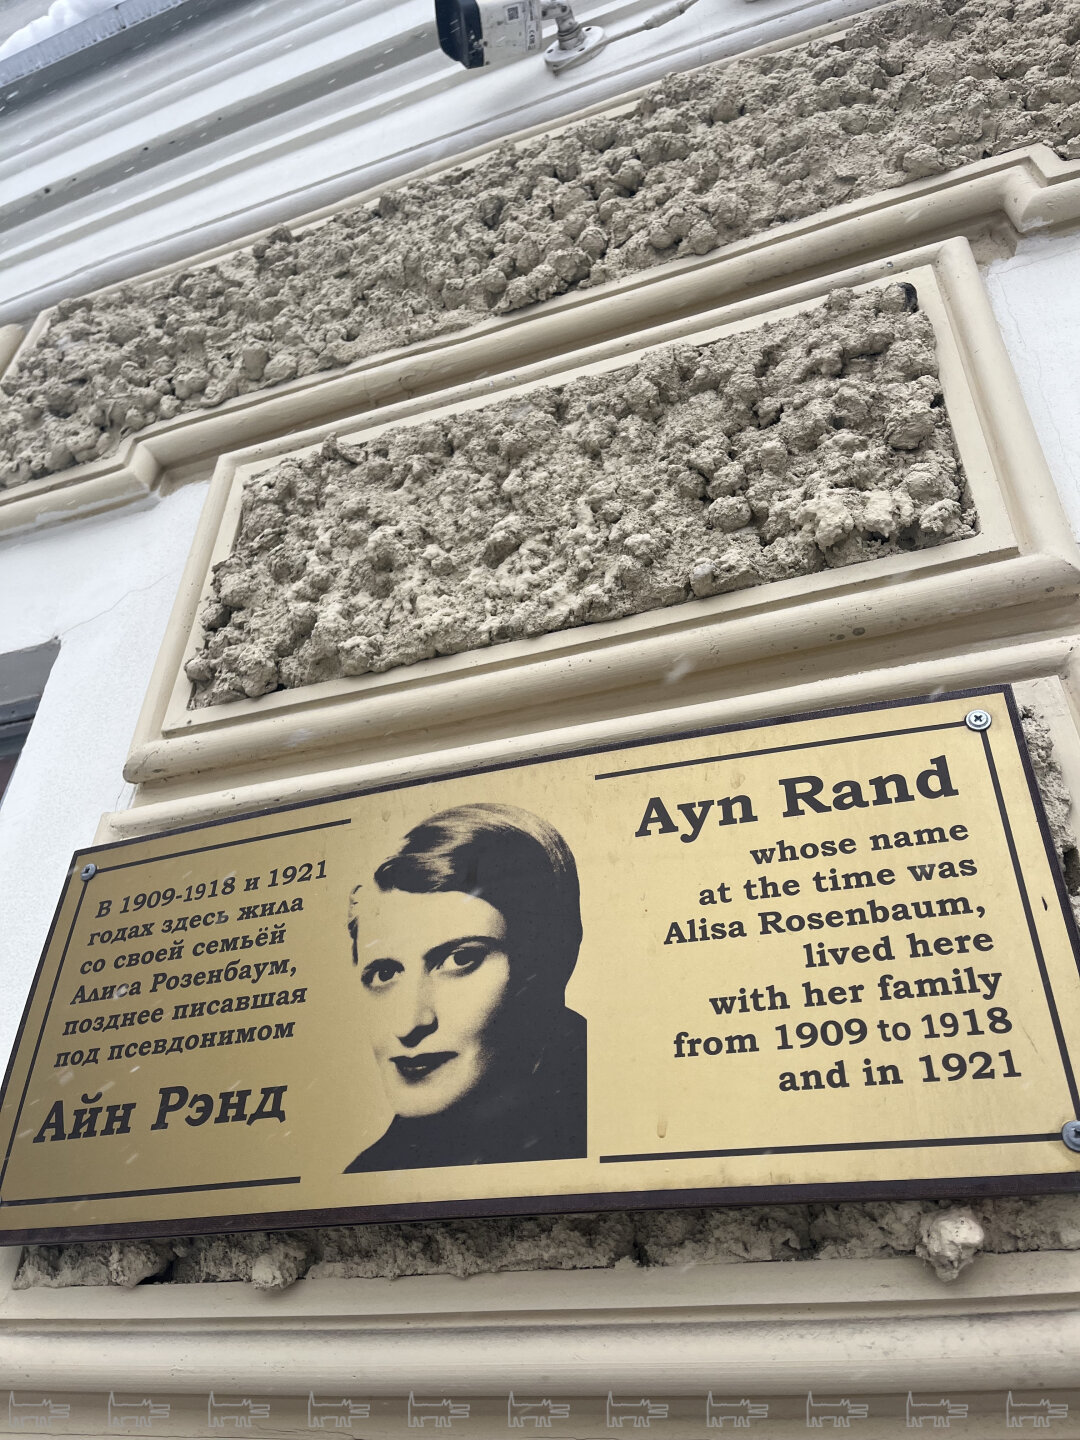 В 1909-1918 и 1921
годах здесь жила
со своей семьёй
Алиса Розенбаум,
позднее писавшая
под псевдонимом
Айн Рэнд
Ayn Rand
whose name
at the time was
Alisa Rosenbaum,
lived here
with her family
from 1909 to 1918
and in 1921